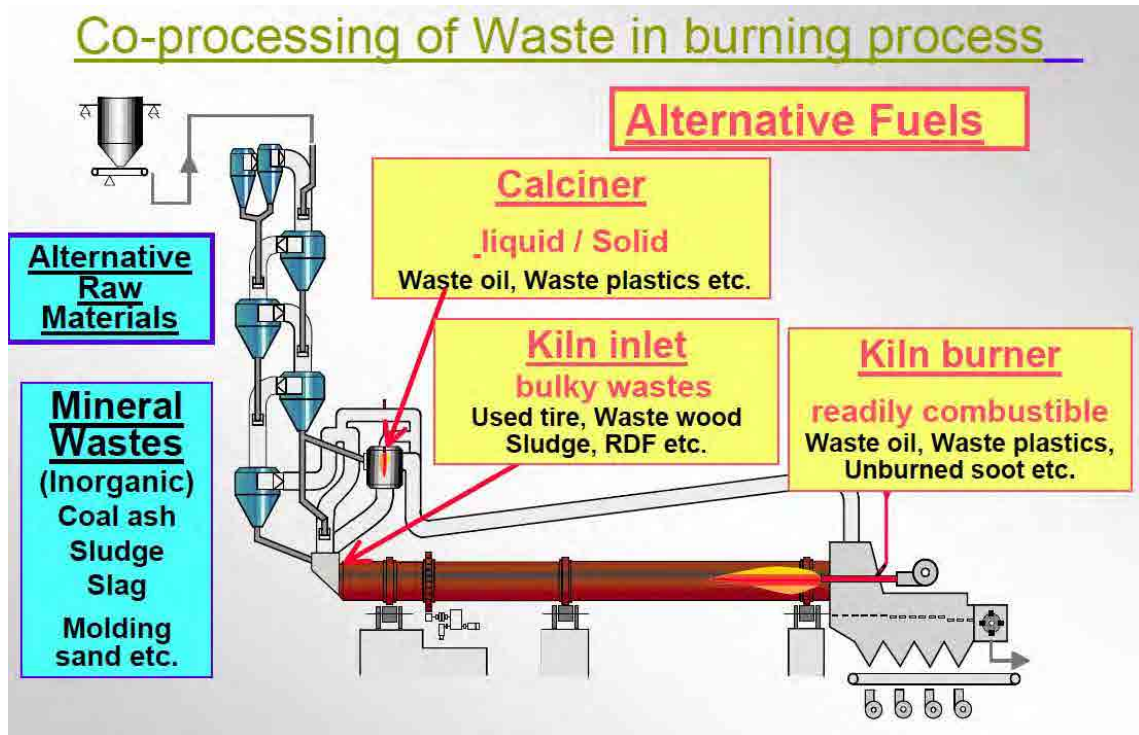 Co-processing of Waste in burning process
Alternative Fuels
Calciner
liquid / Solid
Waste oil, Waste plastics etc.
Alternative
Raw
Materials
Kiln inlet
bulky wastes
Used tire, Waste wood
Sludge, RDF etc.
Kiln burner
readily combustible
Waste oil, Waste plastics,
Unburned soot etc.
Mineral
Wastes
(Inorganic)
Coal ash
Sludge
Slag
Molding
sand etc.